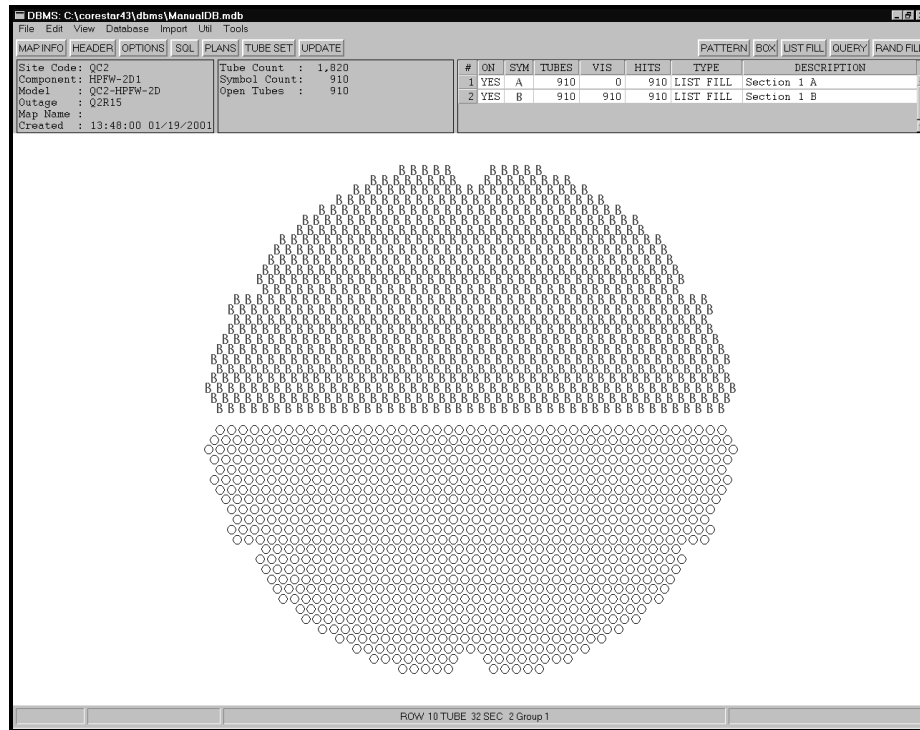 DBMS: C:\corestar43\dbms\ManualDB.mdb
File Edit View Database Import Util Tools
MAP INFO HEADER OPTIONS SQL PLANS TUBE SET UPDATE PATTERN BOX LIST FILL QUERY RAND FILL
Site Code: QC2
Component: HPFW-2D1
Model : QC2-HPFW-2D
Outage : Q2R15
Map Name :
Created : 13:48:00 01/19/2001
Tube Count : 1,820
Symbol Count: 910
Open Tubes : 910
# ON SYM TUBES VIS HITS TYPE DESCRIPTION
1 YES A 910 0 910 LIST FILL Section 1 A
2 YES B 910 910 910 LIST FILL Section 1 B
B B B B B B B B B B
ROW 10 TUBE 32 SEC 2 Group 1